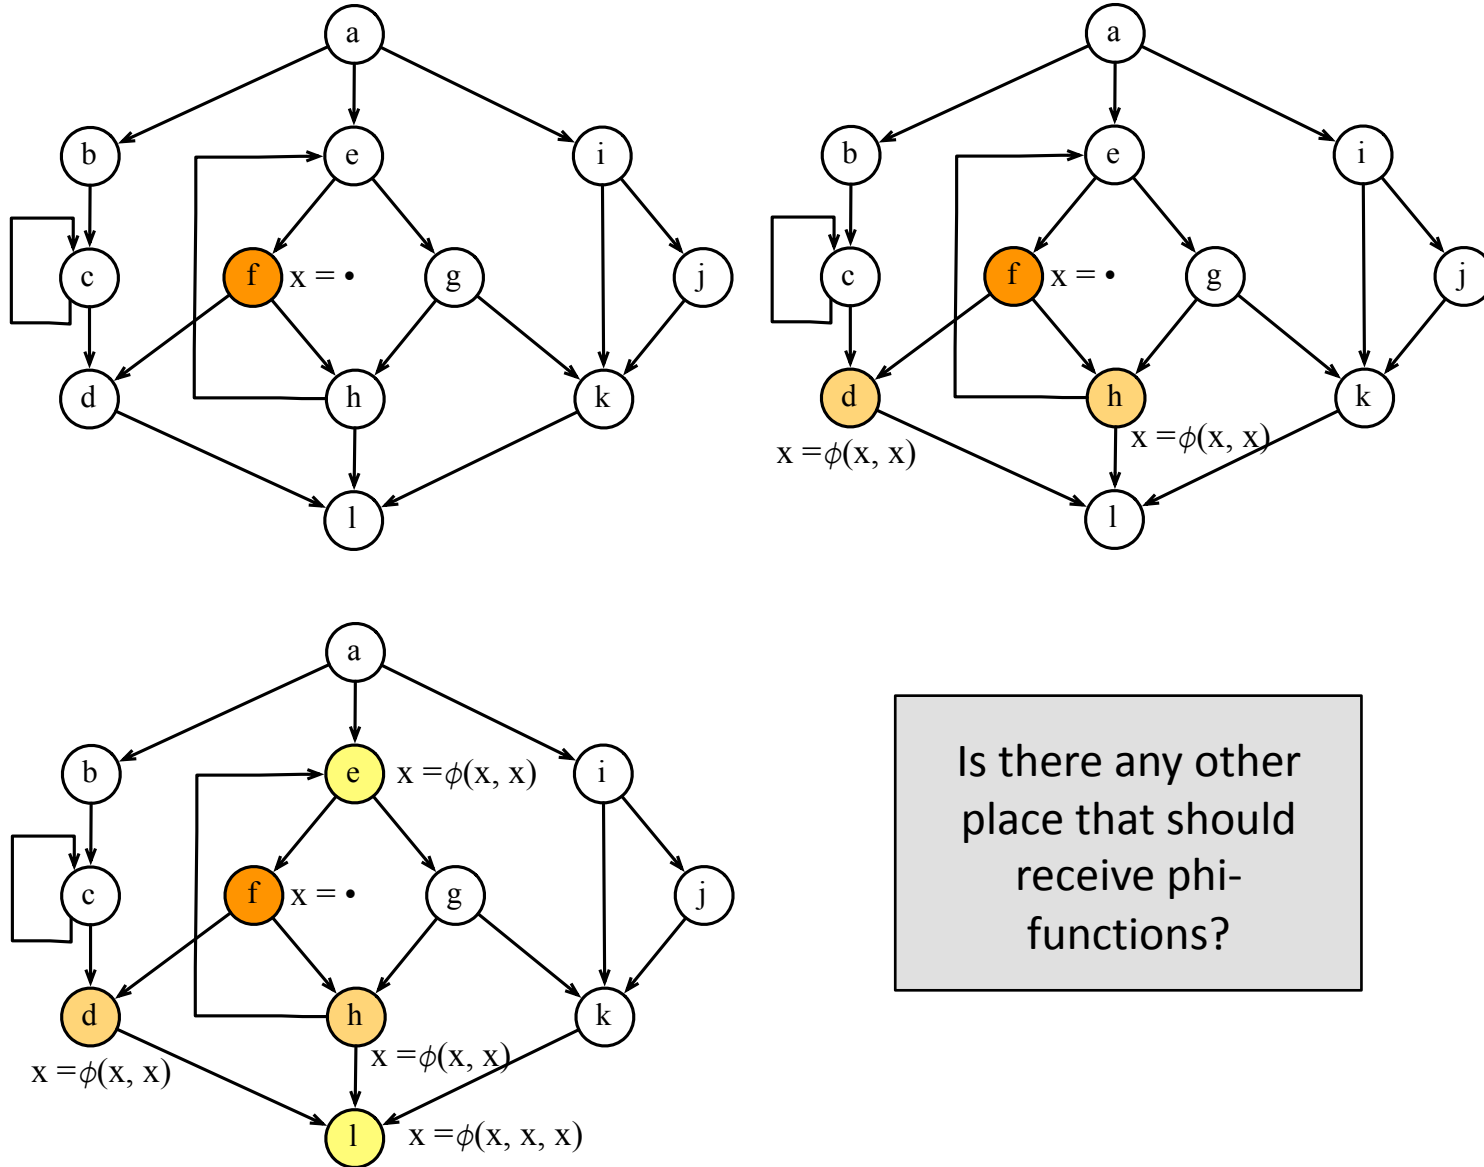 a
b
e
i
c
f
x = •
g
j
d
h
k
l
a
b
e
i
c
f
x = •
g
j
d
h
k
x = ϕ(x, x)
x = ϕ(x, x)
l
a
b
e
x = ϕ(x, x)
i
c
f
x = •
g
j
d
h
k
x = ϕ(x, x)
x = ϕ(x, x)
l
x = ϕ(x, x, x)
Is there any other
place that should
receive phi-
functions?